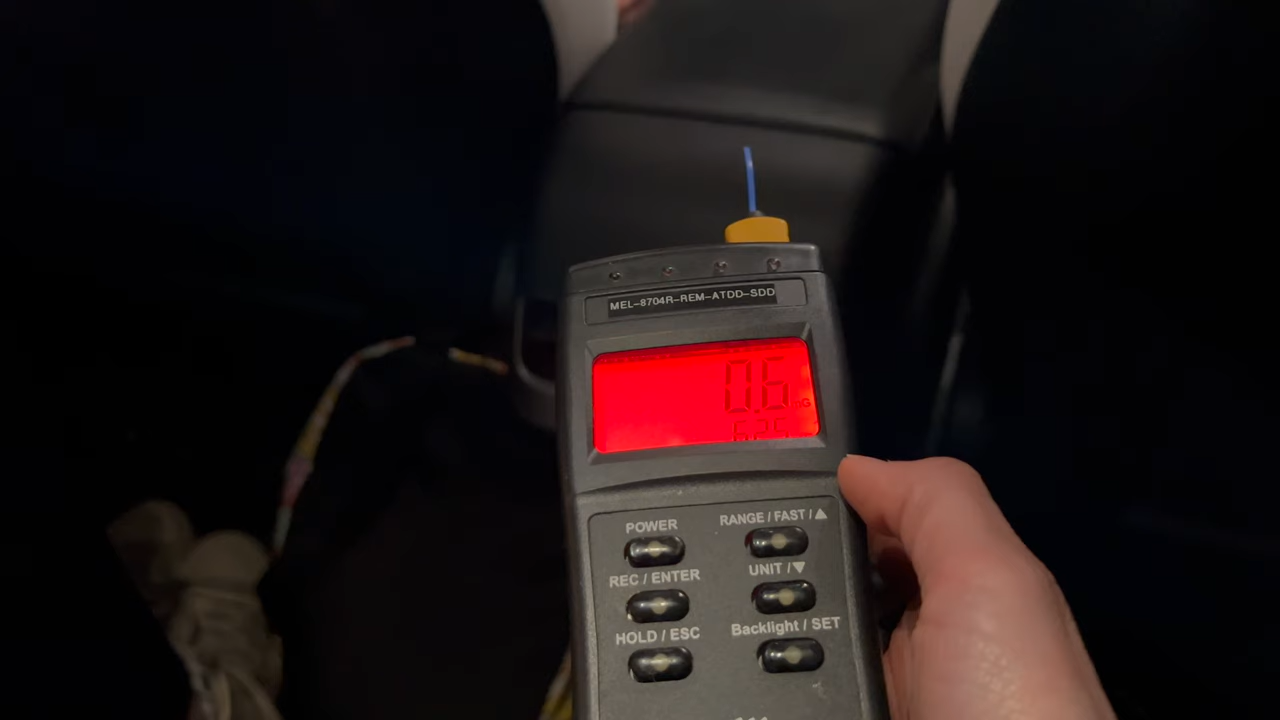 MEL-8704R-REM-ATDD-SDD
0.6
POWER
RANGE / FAST / ▲
REC / ENTER
UNIT / ▼
HOLD / ESC
Backlight / SET